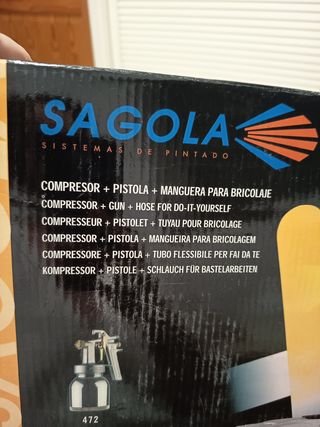 SAGOLA
SISTEMAS DE PINTADO
COMPRESOR + PISTOLA + MANGUERA PARA BRICOLAJE
COMPRESSOR + GUN + HOSE FOR DO-IT-YOURSELF
COMPRESSEUR + PISTOLET + TUYAU POUR BRICOLAGE
COMPRESSOR + PISTOLA + MANGUEIRA PARA BRICOLAGEM
COMPRESSORE + PISTOLA + TUBO FLESSIBILE PER FAI DA TE
KOMPRESSOR + PISTOLE + SCHLAUCH FÜR BASTELARBEITEN
472